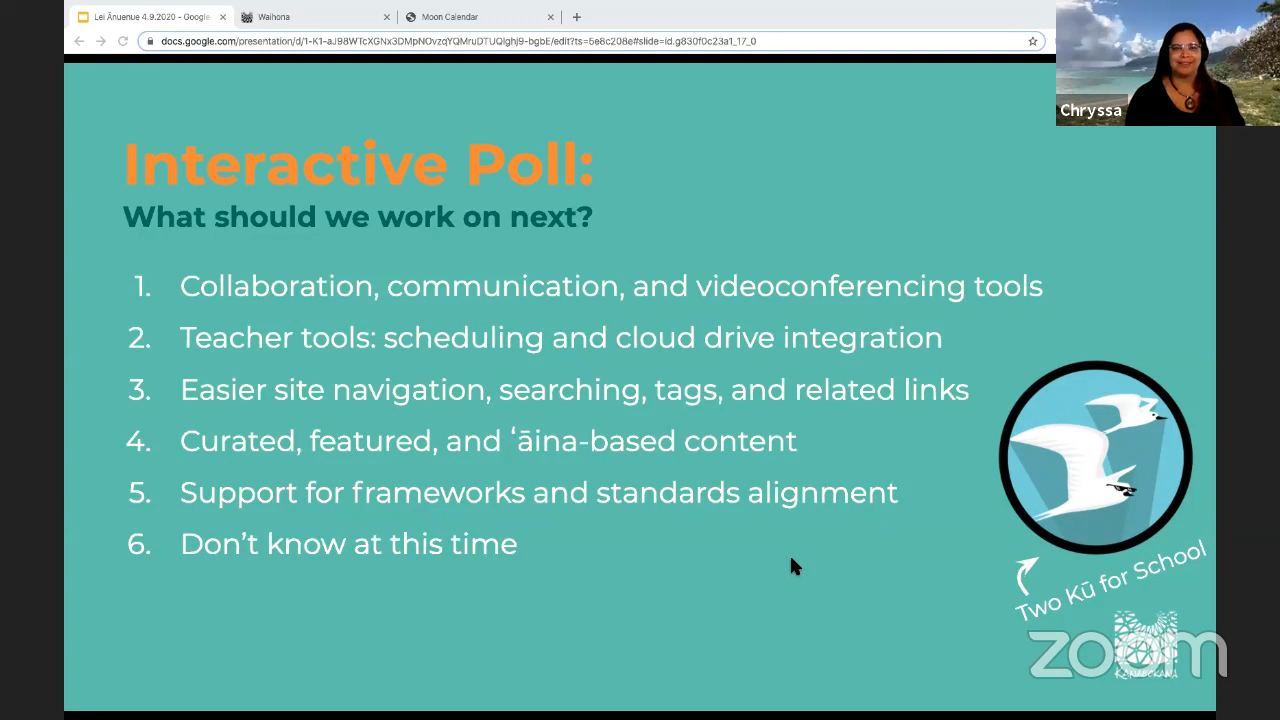 Lei Ānuenue 4.9.2020 - Google
Waihona
Moon Calendar
docs.google.com/presentation/d/1-K1-aJ98WTcXGNx3DMpNOvzqYQMruDTUQlghj9-bgbE/edit?ts=5e8c208e#slide=id.g830f0c23a1_17_0
Chryssa
Interactive Poll:
What should we work on next?
1. Collaboration, communication, and videoconferencing tools
2. Teacher tools: scheduling and cloud drive integration
3. Easier site navigation, searching, tags, and related links
4. Curated, featured, and ʻāina-based content
5. Support for frameworks and standards alignment
6. Don’t know at this time
Two Kū for School
zoom
KANAEOKANA